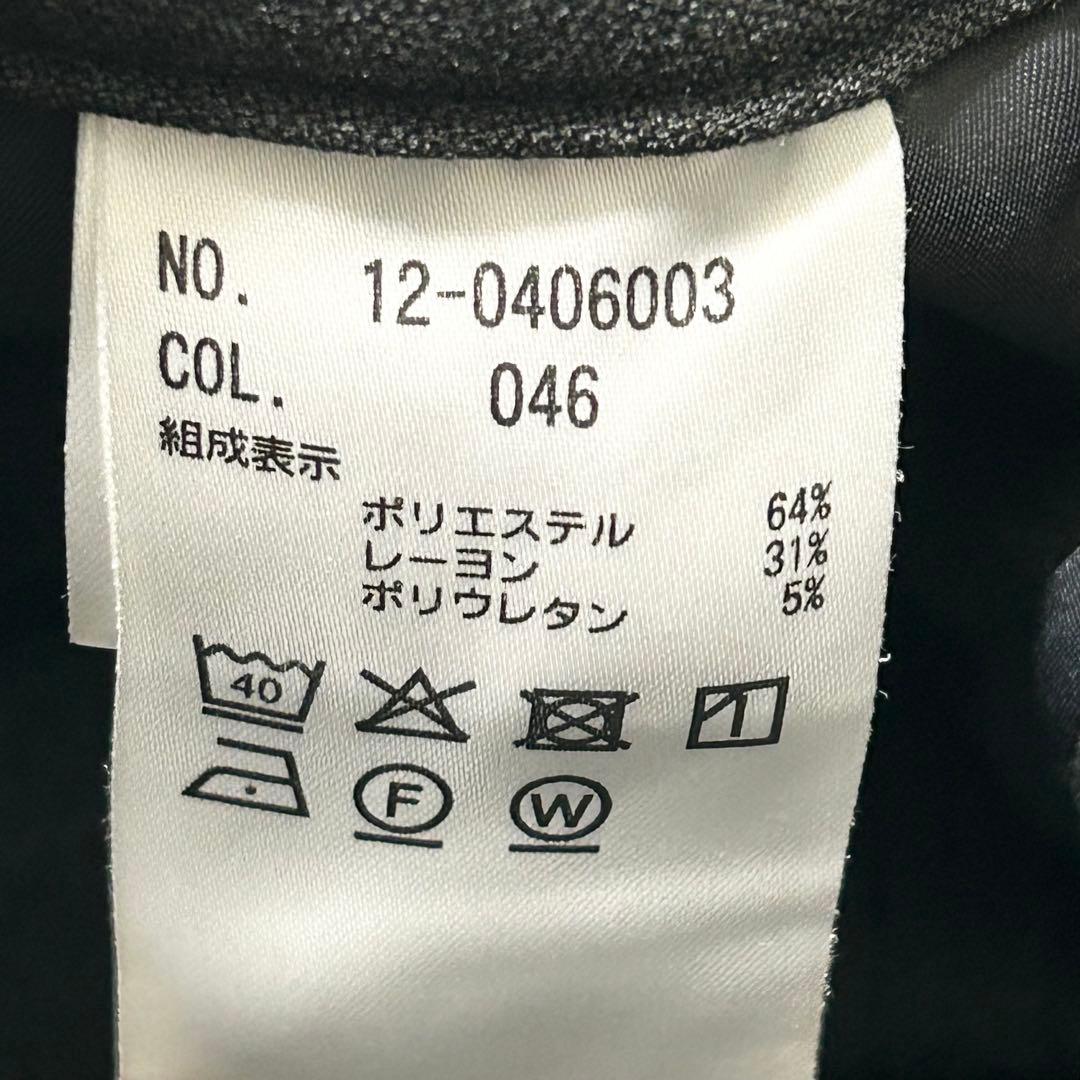 NO. 12-0406003
COL. 046
組成表示
ポリエステル 64%
レーヨン 31%
ポリウレタン 5%
40
F W